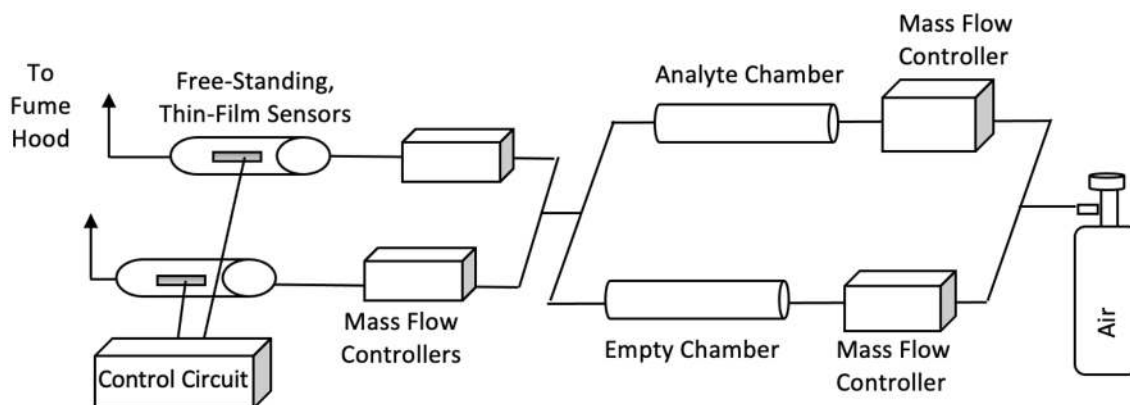 To
Fume
Hood
Free-Standing,
Thin-Film Sensors
Analyte Chamber
Mass Flow
Controller
Mass Flow
Controllers
Empty Chamber
Mass Flow
Controller
Control Circuit
Air